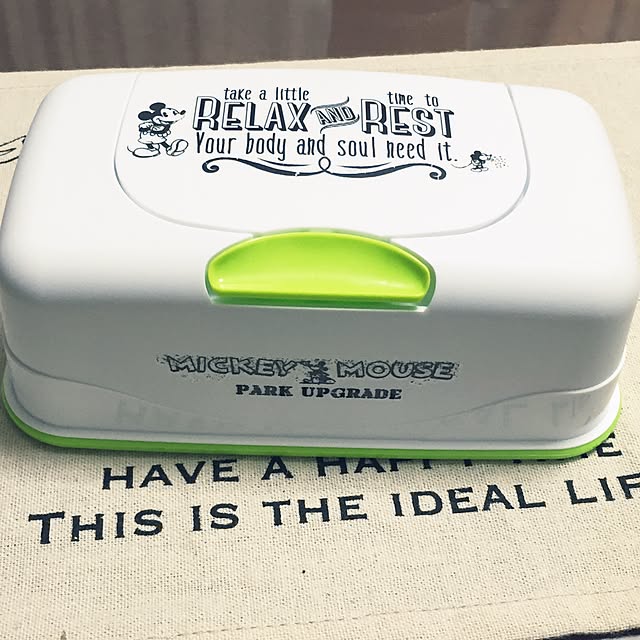 take a little time to
RELAX AND REST
Your body and soul need it.
MICKEY MOUSE
PARK UPGRADE
HAVE A HAPPY
THIS IS THE IDEAL LIF